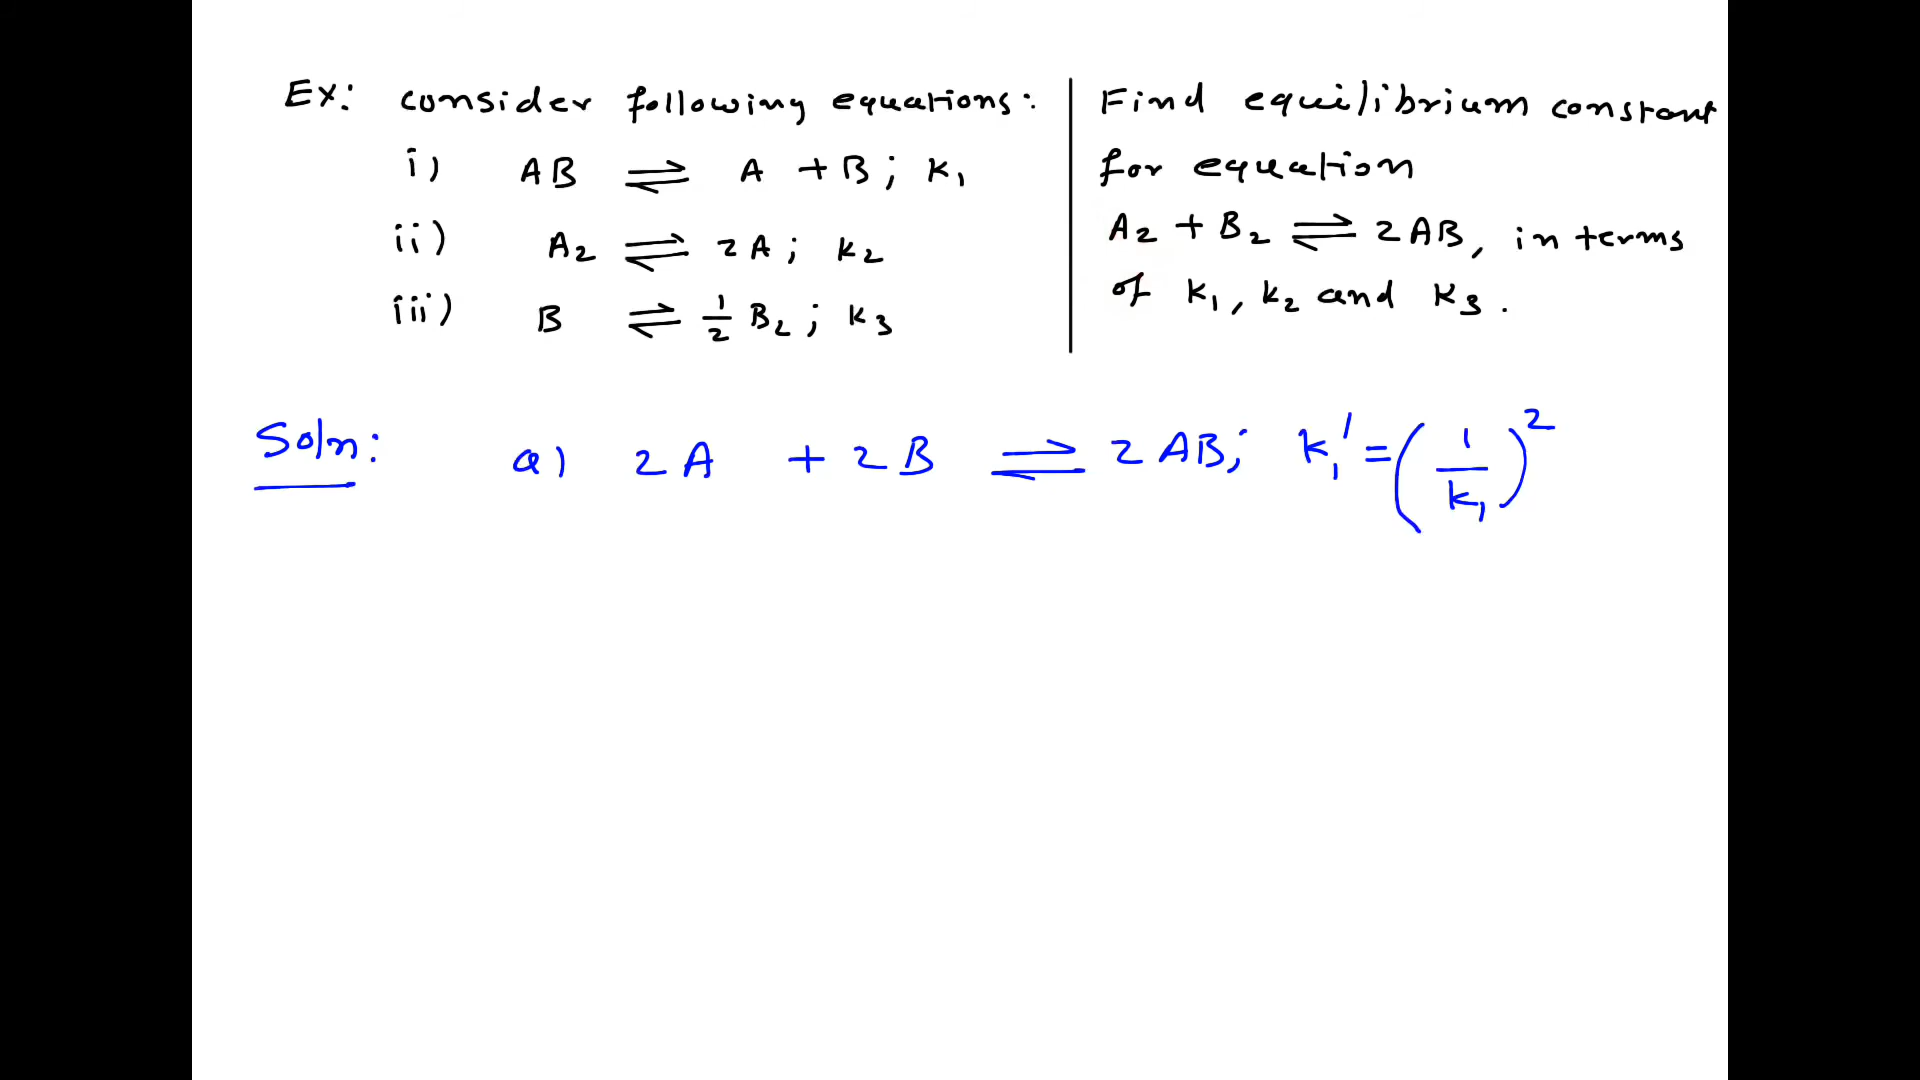 Ex: consider following equations:
i) AB ⇌ A + B; K₁
ii) A₂ ⇌ 2A; K₂
iii) B ⇌ 1/2 B₂; K₃
Find equilibrium constant
for equation
A₂ + B₂ ⇌ 2AB, in terms
of K₁, K₂ and K₃.
Soln: a) 2A + 2B ⇌ 2AB; K₁' = (1/K₁)²